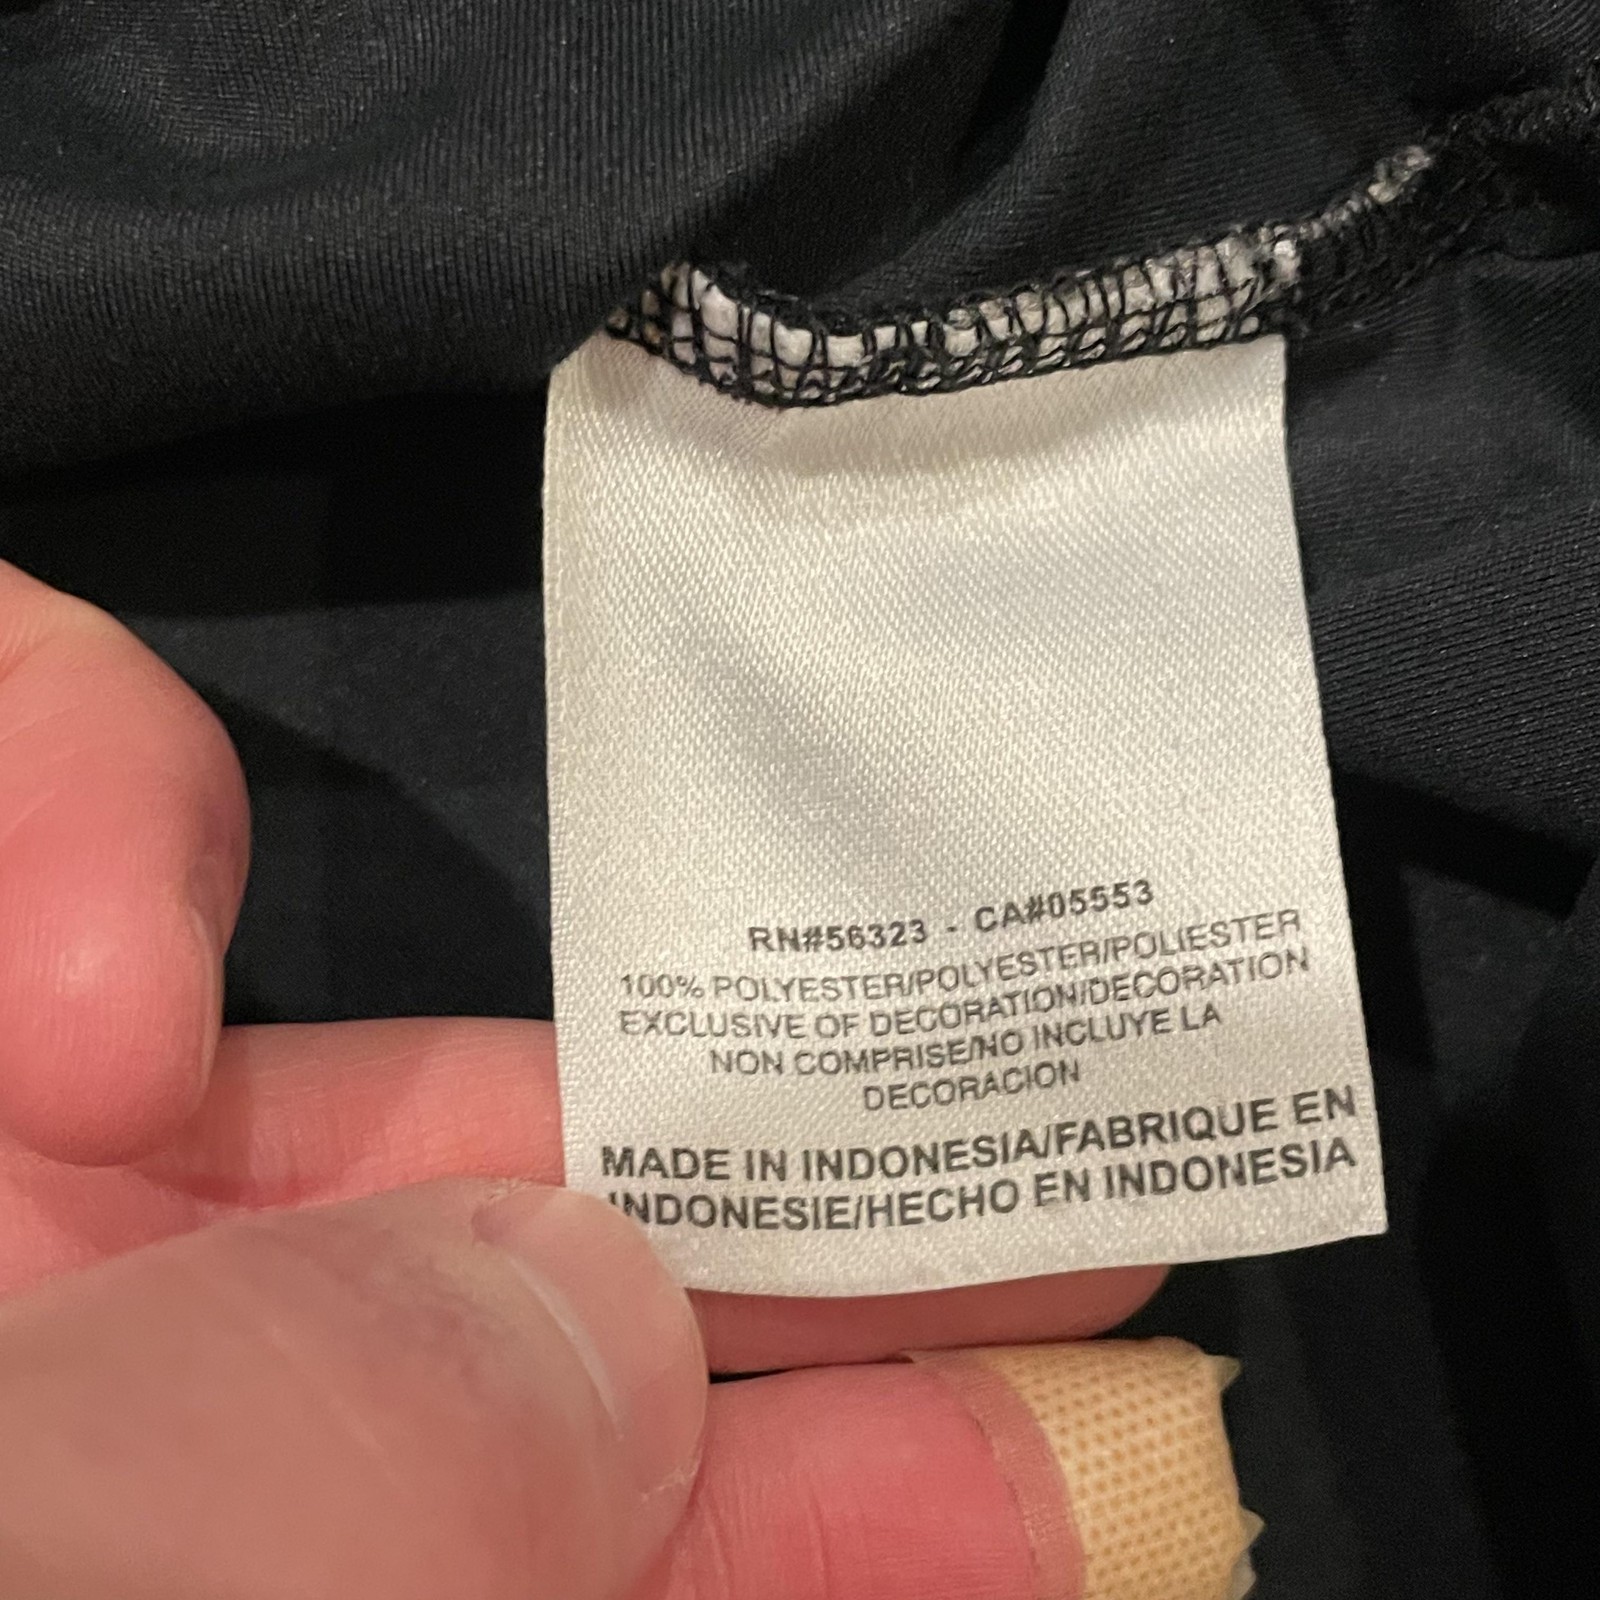 RN#56323 - CA#05553
100% POLYESTER/POLYESTER/POLIESTER
EXCLUSIVE OF DECORATION/DECORATION
NON COMPRISE/NO INCLUYE LA
DECORACION
MADE IN INDONESIA/FABRIQUE EN
INDONESIE/HECHO EN INDONESIA